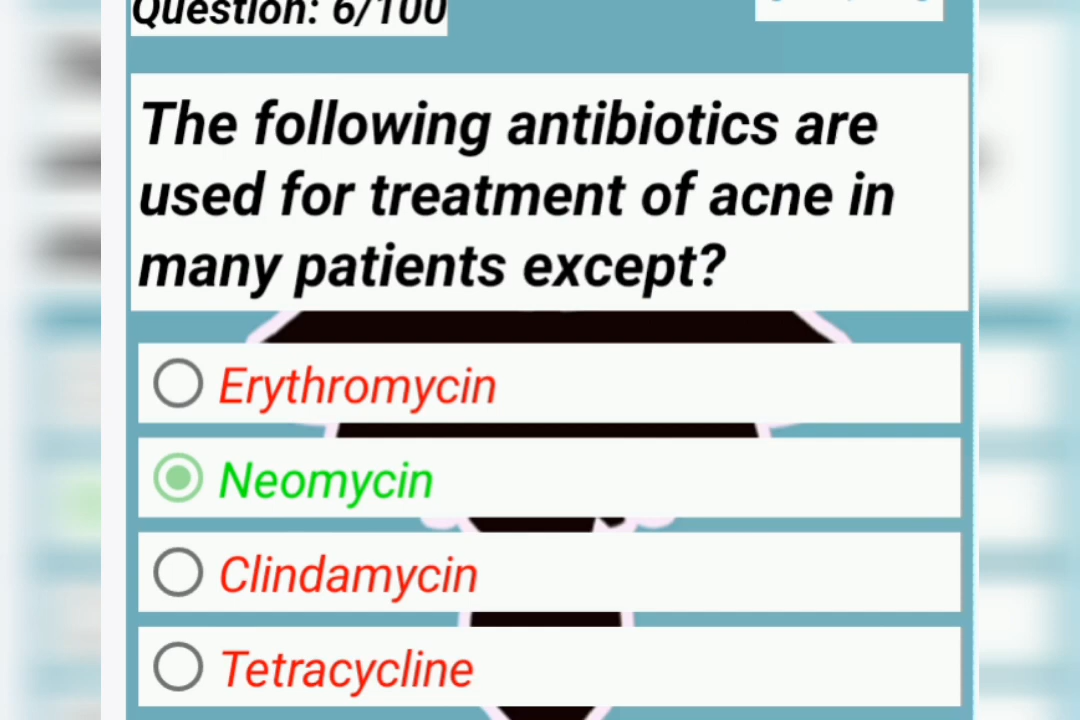 Question: 6/100
The following antibiotics are
used for treatment of acne in
many patients except?
Erythromycin
Neomycin
Clindamycin
Tetracycline